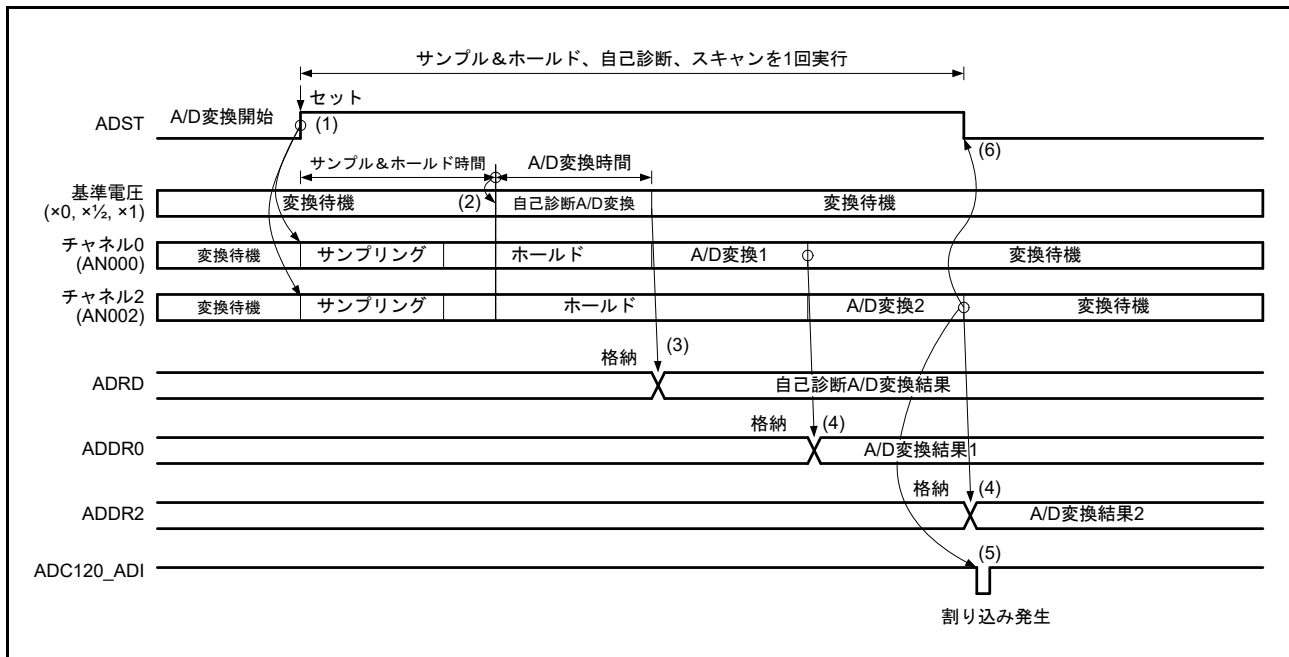 サンプル＆ホールド、自己診断、スキャンを1回実行
セット
A/D変換開始
ADST
(1)
(6)
サンプル＆ホールド時間
A/D変換時間
基準電圧
(×0, ×½, ×1)
変換待機
(2)
自己診断A/D変換
変換待機
チャネル0
(AN000)
変換待機
サンプリング
ホールド
A/D変換1
変換待機
チャネル2
(AN002)
変換待機
サンプリング
ホールド
A/D変換2
変換待機
格納
(3)
ADRD
自己診断A/D変換結果
格納
(4)
ADDR0
A/D変換結果1
格納
(4)
ADDR2
A/D変換結果2
(5)
ADC120_ADI
割り込み発生